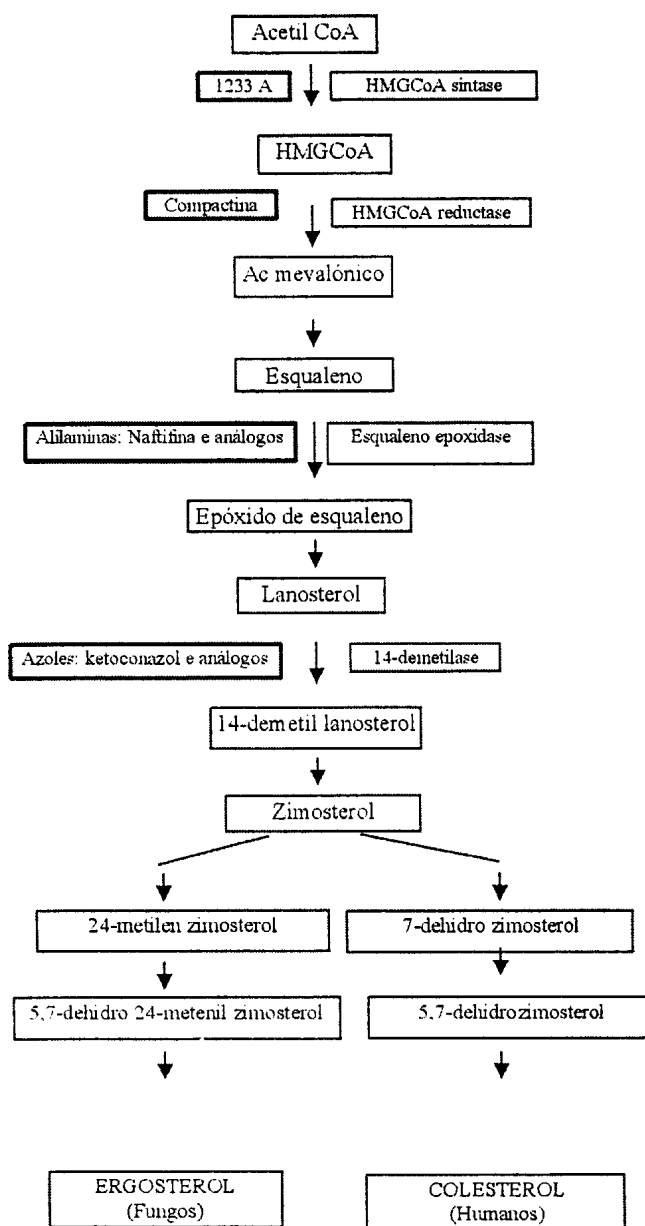 Acetil CoA
1233 A
HMGCoA sintase
HMGCoA
Compactina
HMGCoA reductase
Ac mevalónico
Esqualeno
Alilaminas: Naftifina e análogos
Esqualeno epoxidase
Epóxido de esqualeno
Lanosterol
Azoles: ketoconazol e análogos
14-demetilase
14-demetil lanosterol
Zimosterol
24-metilen zimosterol
7-dehidro zimosterol
5,7-dehidro 24-metenil zimosterol
5,7-dehidrozimosterol
ERGOSTEROL
(Fungos)
COLESTEROL
(Humanos)